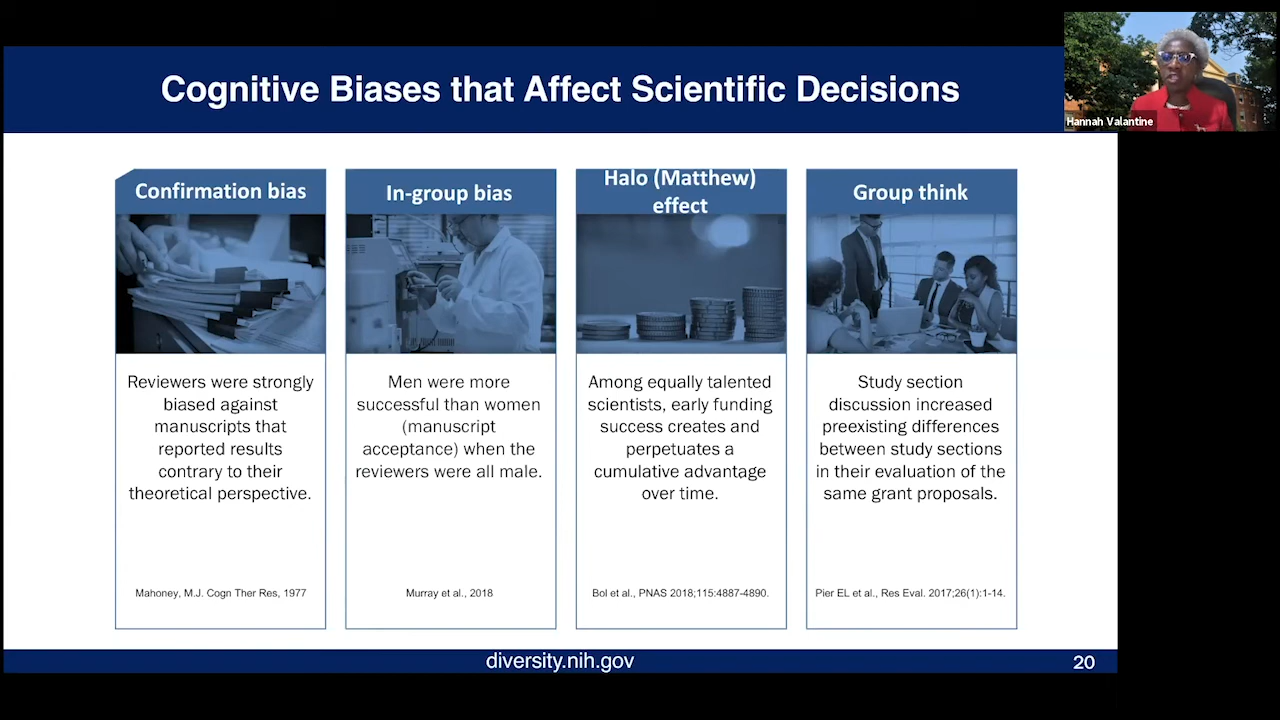 Cognitive Biases that Affect Scientific Decisions
Hannah Valantine
Confirmation bias
Reviewers were strongly
biased against
manuscripts that
reported results
contrary to their
theoretical perspective.
Mahoney, M.J. Cogn Ther Res, 1977
In-group bias
Men were more
successful than women
(manuscript
acceptance) when the
reviewers were all male.
Murray et al., 2018
Halo (Matthew)
effect
Among equally talented
scientists, early funding
success creates and
perpetuates a
cumulative advantage
over time.
Bol et al., PNAS 2018;115:4887-4890.
Group think
Study section
discussion increased
preexisting differences
between study sections
in their evaluation of the
same grant proposals.
Pier EL et al., Res Eval. 2017;26(1):1-14.
diversity.nih.gov
20